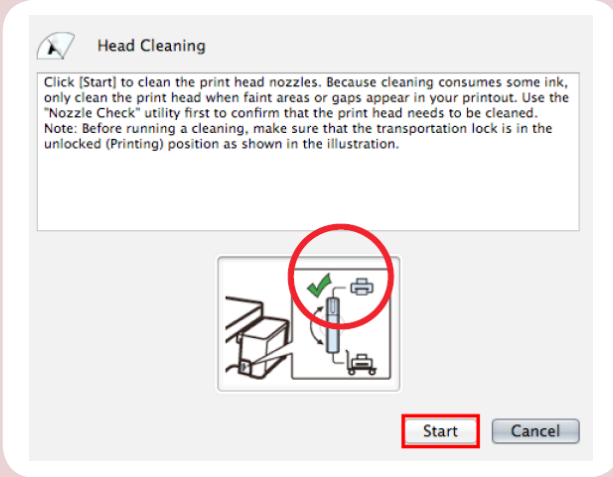 Head Cleaning
Click [Start] to clean the print head nozzles. Because cleaning consumes some ink,
only clean the print head when faint areas or gaps appear in your printout. Use the
"Nozzle Check" utility first to confirm that the print head needs to be cleaned.
Note: Before running a cleaning, make sure that the transportation lock is in the
unlocked (Printing) position as shown in the illustration.
Start
Cancel